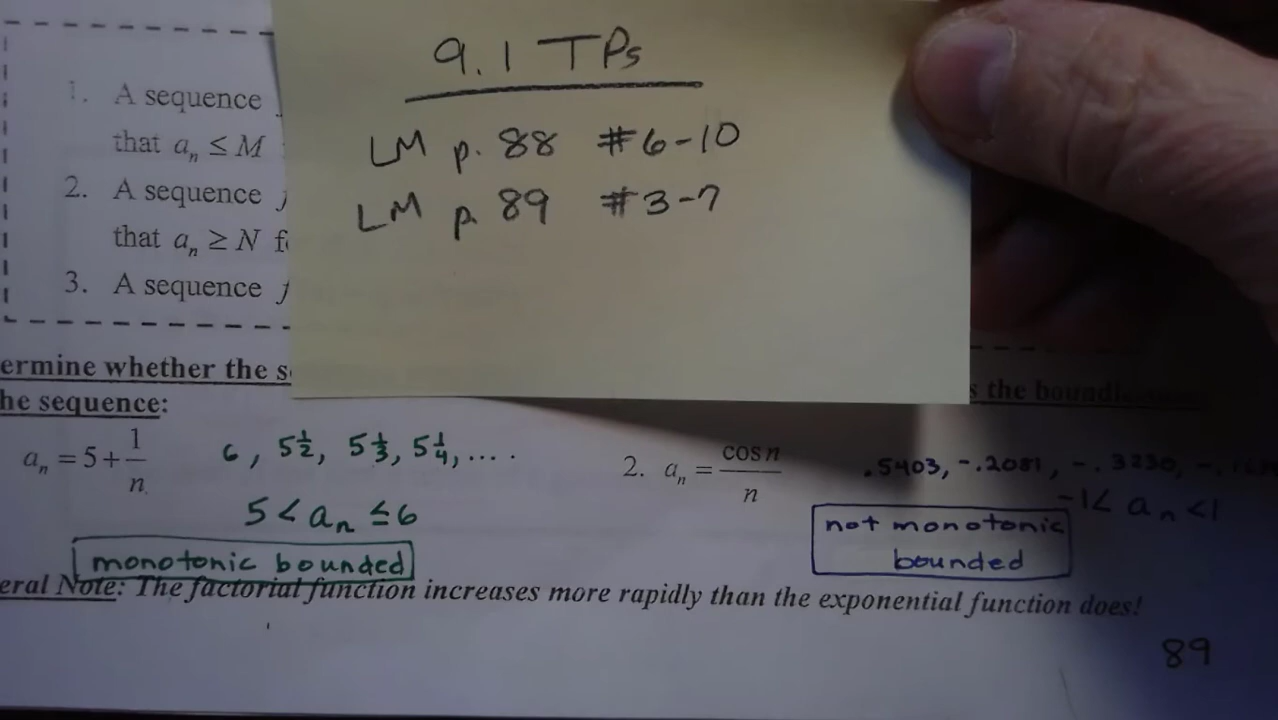 9.1 TPs
LM p. 88 #6-10
LM p. 89 #3-7
1. A sequence
that aₙ ≤ M
2. A sequence
that aₙ ≥ N f
3. A sequence
ermine whether the s
s the bound
he sequence:
aₙ = 5 + 1/n 6, 5½, 5⅓, 5¼, ....
5 < aₙ ≤ 6
monotonic bounded
2. aₙ = cos n/n .5403, -.2081, -.3230,
-1 < aₙ < 1
not monotonic
bounded
eral Note: The factorial function increases more rapidly than the exponential function does!
89